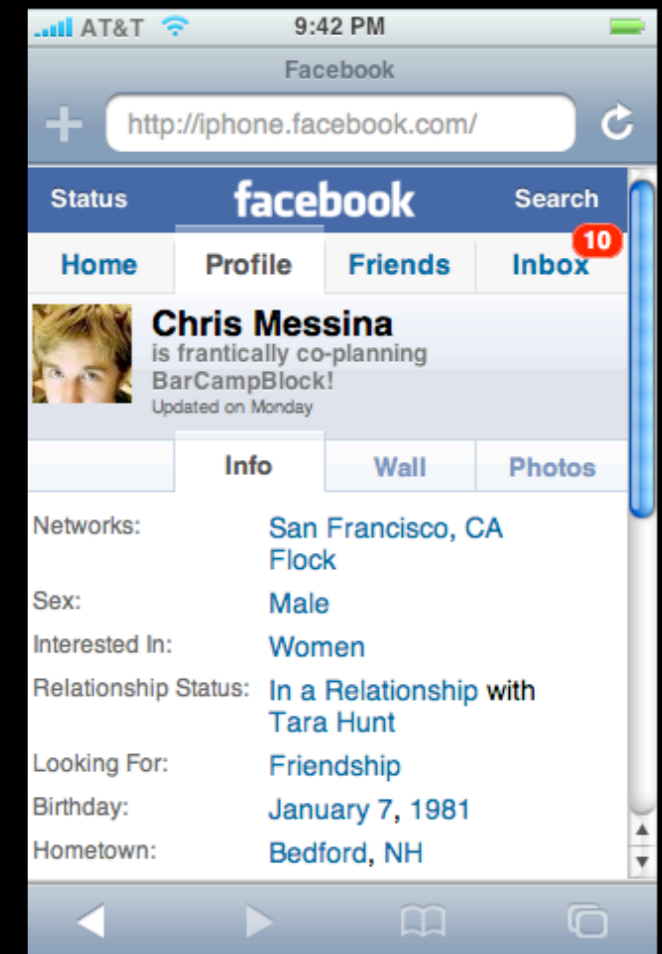 AT&T 9:42 PM
Facebook
http://iphone.facebook.com/
Status facebook Search
Home Profile Friends Inbox 10
Chris Messina
is frantically co-planning
BarCampBlock!
Updated on Monday
Info Wall Photos
Networks: San Francisco, CA
Flock
Sex: Male
Interested In: Women
Relationship Status: In a Relationship with
Tara Hunt
Looking For: Friendship
Birthday: January 7, 1981
Hometown: Bedford, NH